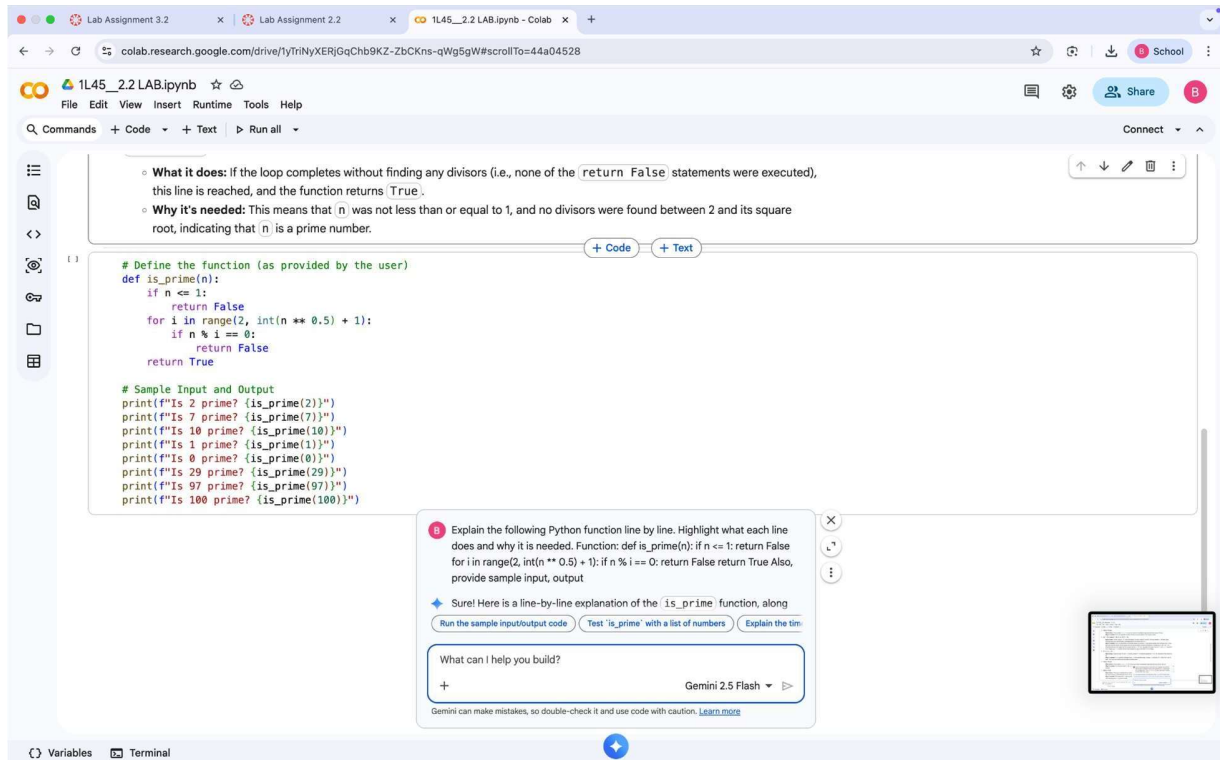 Lab Assignment 3.2
Lab Assignment 2.2
1L45__2.2 LAB.ipynb - Colab
colab.research.google.com/drive/1yTriNyXERjGqChb9KZ-ZbCKns-qWg5gW#scrollTo=44a04528
B School
1L45__2.2 LAB.ipynb
File Edit View Insert Runtime Tools Help
Share
B
Commands + Code + Text Run all
Connect
What it does: If the loop completes without finding any divisors (i.e., none of the return False statements were executed),
this line is reached, and the function returns True.
Why it's needed: This means that n was not less than or equal to 1, and no divisors were found between 2 and its square
root, indicating that n is a prime number.
+ Code + Text
[ ]
# Define the function (as provided by the user)
def is_prime(n):
    if n <= 1:
        return False
    for i in range(2, int(n ** 0.5) + 1):
        if n % i == 0:
            return False
    return True
# Sample Input and Output
print(f"Is 2 prime? {is_prime(2)}")
print(f"Is 7 prime? {is_prime(7)}")
print(f"Is 10 prime? {is_prime(10)}")
print(f"Is 1 prime? {is_prime(1)}")
print(f"Is 0 prime? {is_prime(0)}")
print(f"Is 29 prime? {is_prime(29)}")
print(f"Is 97 prime? {is_prime(97)}")
print(f"Is 100 prime? {is_prime(100)}")
B Explain the following Python function line by line. Highlight what each line
does and why it is needed. Function: def is_prime(n): if n <= 1: return False
for i in range(2, int(n ** 0.5) + 1): if n % i == 0: return False return True Also,
provide sample input, output
Sure! Here is a line-by-line explanation of the is_prime function, along
Run the sample input/output code Test `is_prime` with a list of numbers Explain the tim
What can I help you build?
Gemini 2.5 Flash
Gemini can make mistakes, so double-check it and use code with caution. Learn more
Variables Terminal